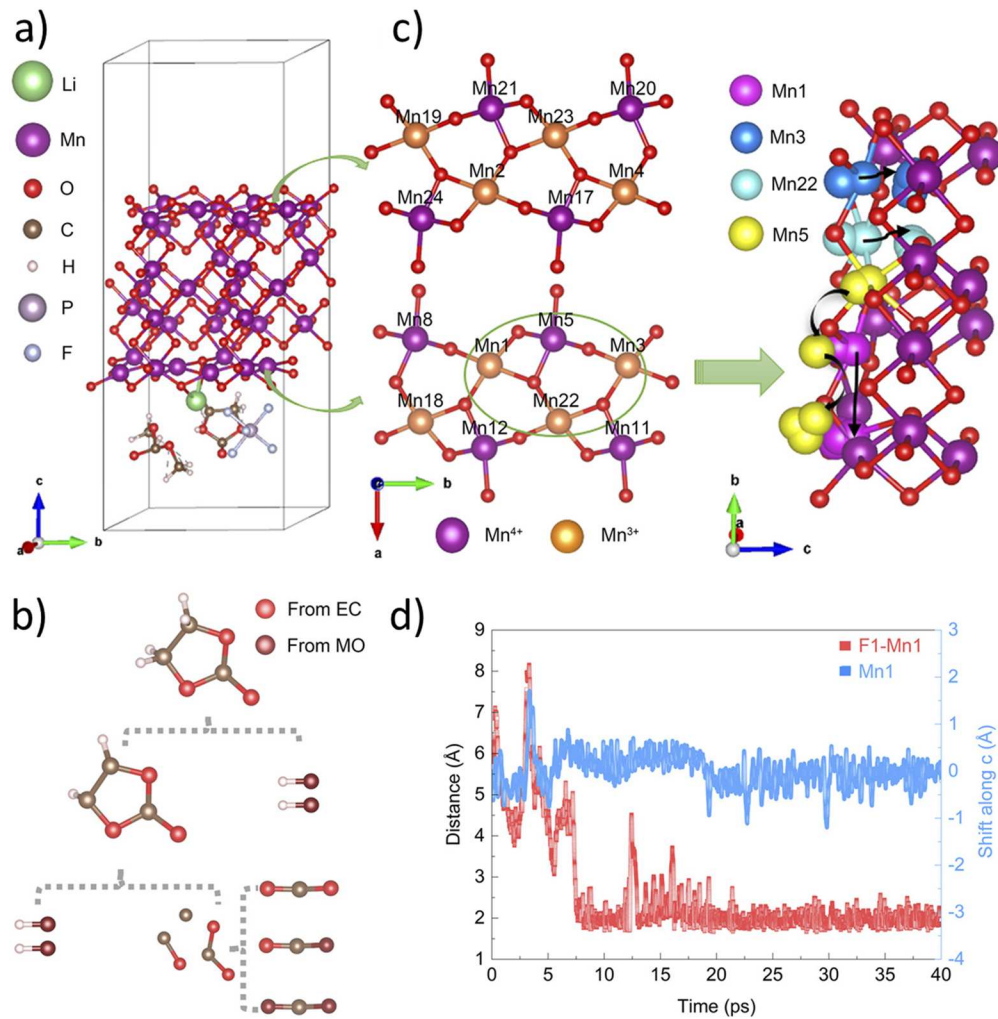 a)
Li
Mn
O
C
H
P
F
c
a
b
c)
Mn21
Mn20
Mn19
Mn23
Mn2
Mn4
Mn24
Mn17
Mn8
Mn5
Mn1
Mn3
Mn18
Mn22
Mn12
Mn11
b
a
Mn4+
Mn3+
Mn1
Mn3
Mn22
Mn5
b
a
c
b)
From EC
From MO
d)
F1-Mn1
Mn1
Distance (Å)
9
8
7
6
5
4
3
2
1
Shift along c (Å)
3
2
1
0
-1
-2
-3
-4
0 5 10 15 20 25 30 35 40
Time (ps)